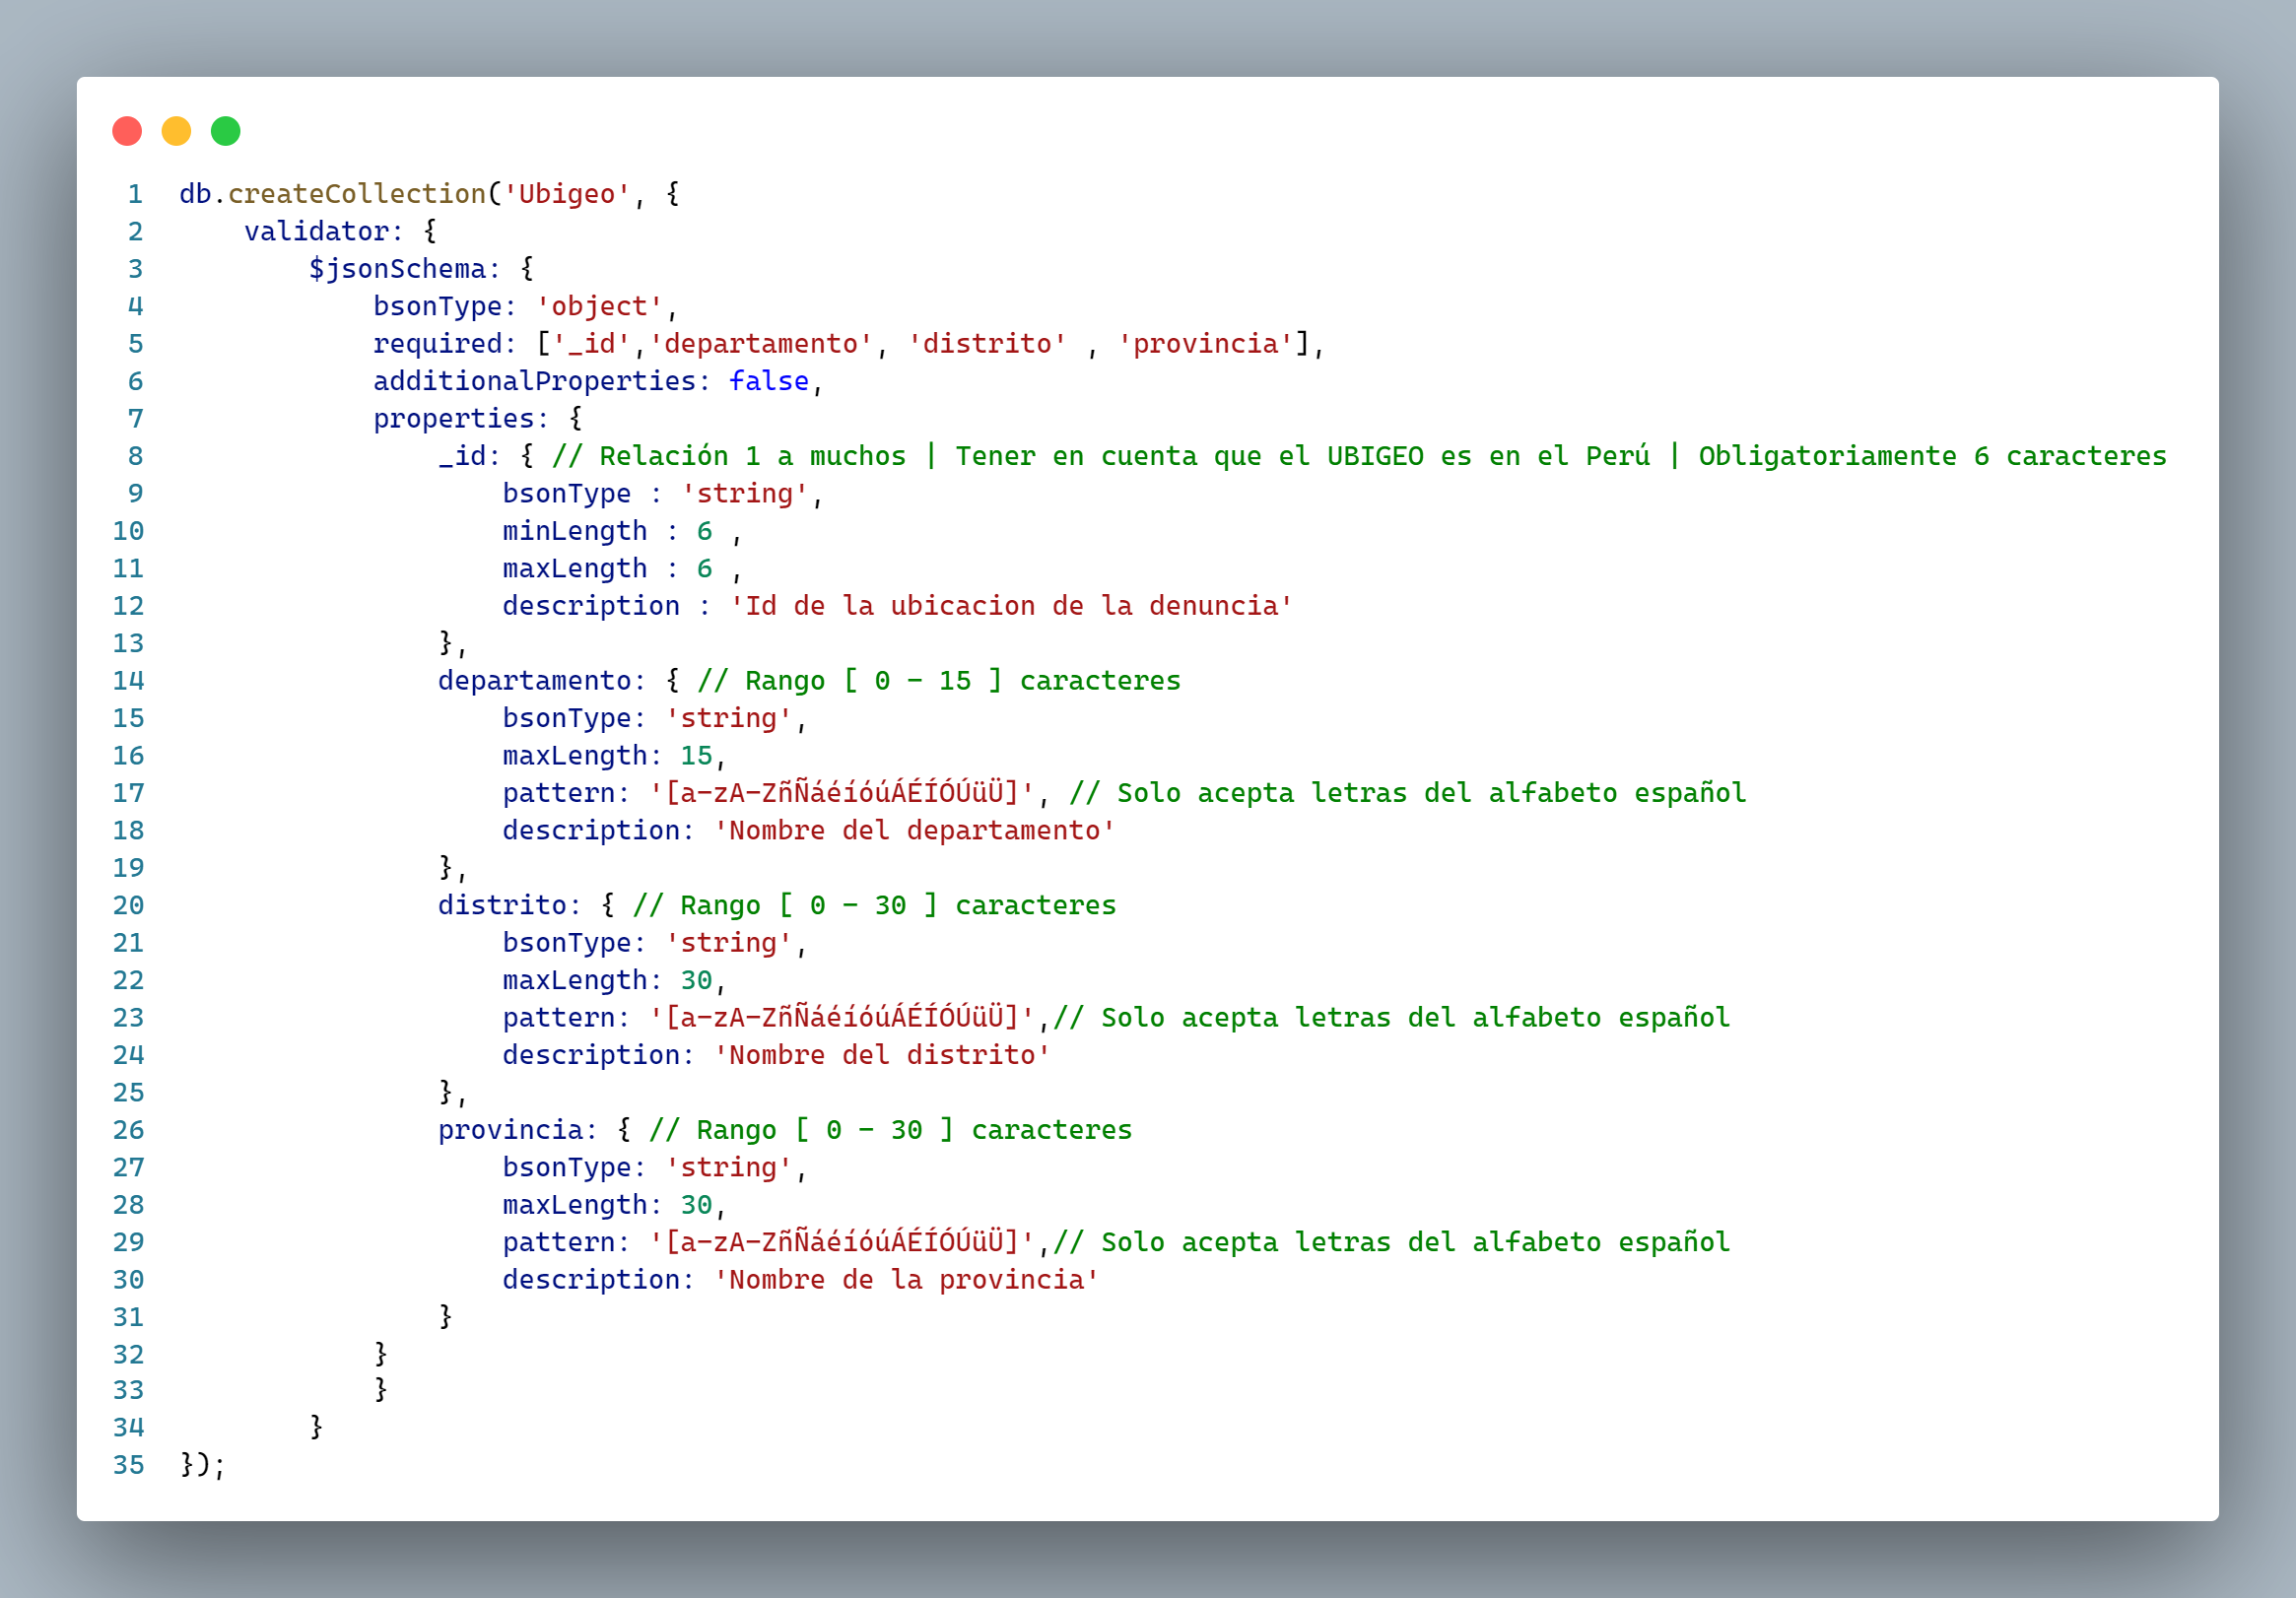 1 db.createCollection('Ubigeo', {
2     validator: {
3         $jsonSchema: {
4             bsonType: 'object',
5             required: ['_id','departamento', 'distrito' , 'provincia'],
6             additionalProperties: false,
7             properties: {
8                 _id: { // Relación 1 a muchos | Tener en cuenta que el UBIGEO es en el Perú | Obligatoriamente 6 caracteres
9                     bsonType : 'string',
10                     minLength : 6 ,
11                     maxLength : 6 ,
12                     description : 'Id de la ubicacion de la denuncia'
13                 },
14                 departamento: { // Rango [ 0 - 15 ] caracteres
15                     bsonType: 'string',
16                     maxLength: 15,
17                     pattern: '[a-zA-ZñÑáéíóúÁÉÍÓÚüÜ]', // Solo acepta letras del alfabeto español
18                     description: 'Nombre del departamento'
19                 },
20                 distrito: { // Rango [ 0 - 30 ] caracteres
21                     bsonType: 'string',
22                     maxLength: 30,
23                     pattern: '[a-zA-ZñÑáéíóúÁÉÍÓÚüÜ]',// Solo acepta letras del alfabeto español
24                     description: 'Nombre del distrito'
25                 },
26                 provincia: { // Rango [ 0 - 30 ] caracteres
27                     bsonType: 'string',
28                     maxLength: 30,
29                     pattern: '[a-zA-ZñÑáéíóúÁÉÍÓÚüÜ]',// Solo acepta letras del alfabeto español
30                     description: 'Nombre de la provincia'
31                 }
32             }
33             }
34         }
35 });